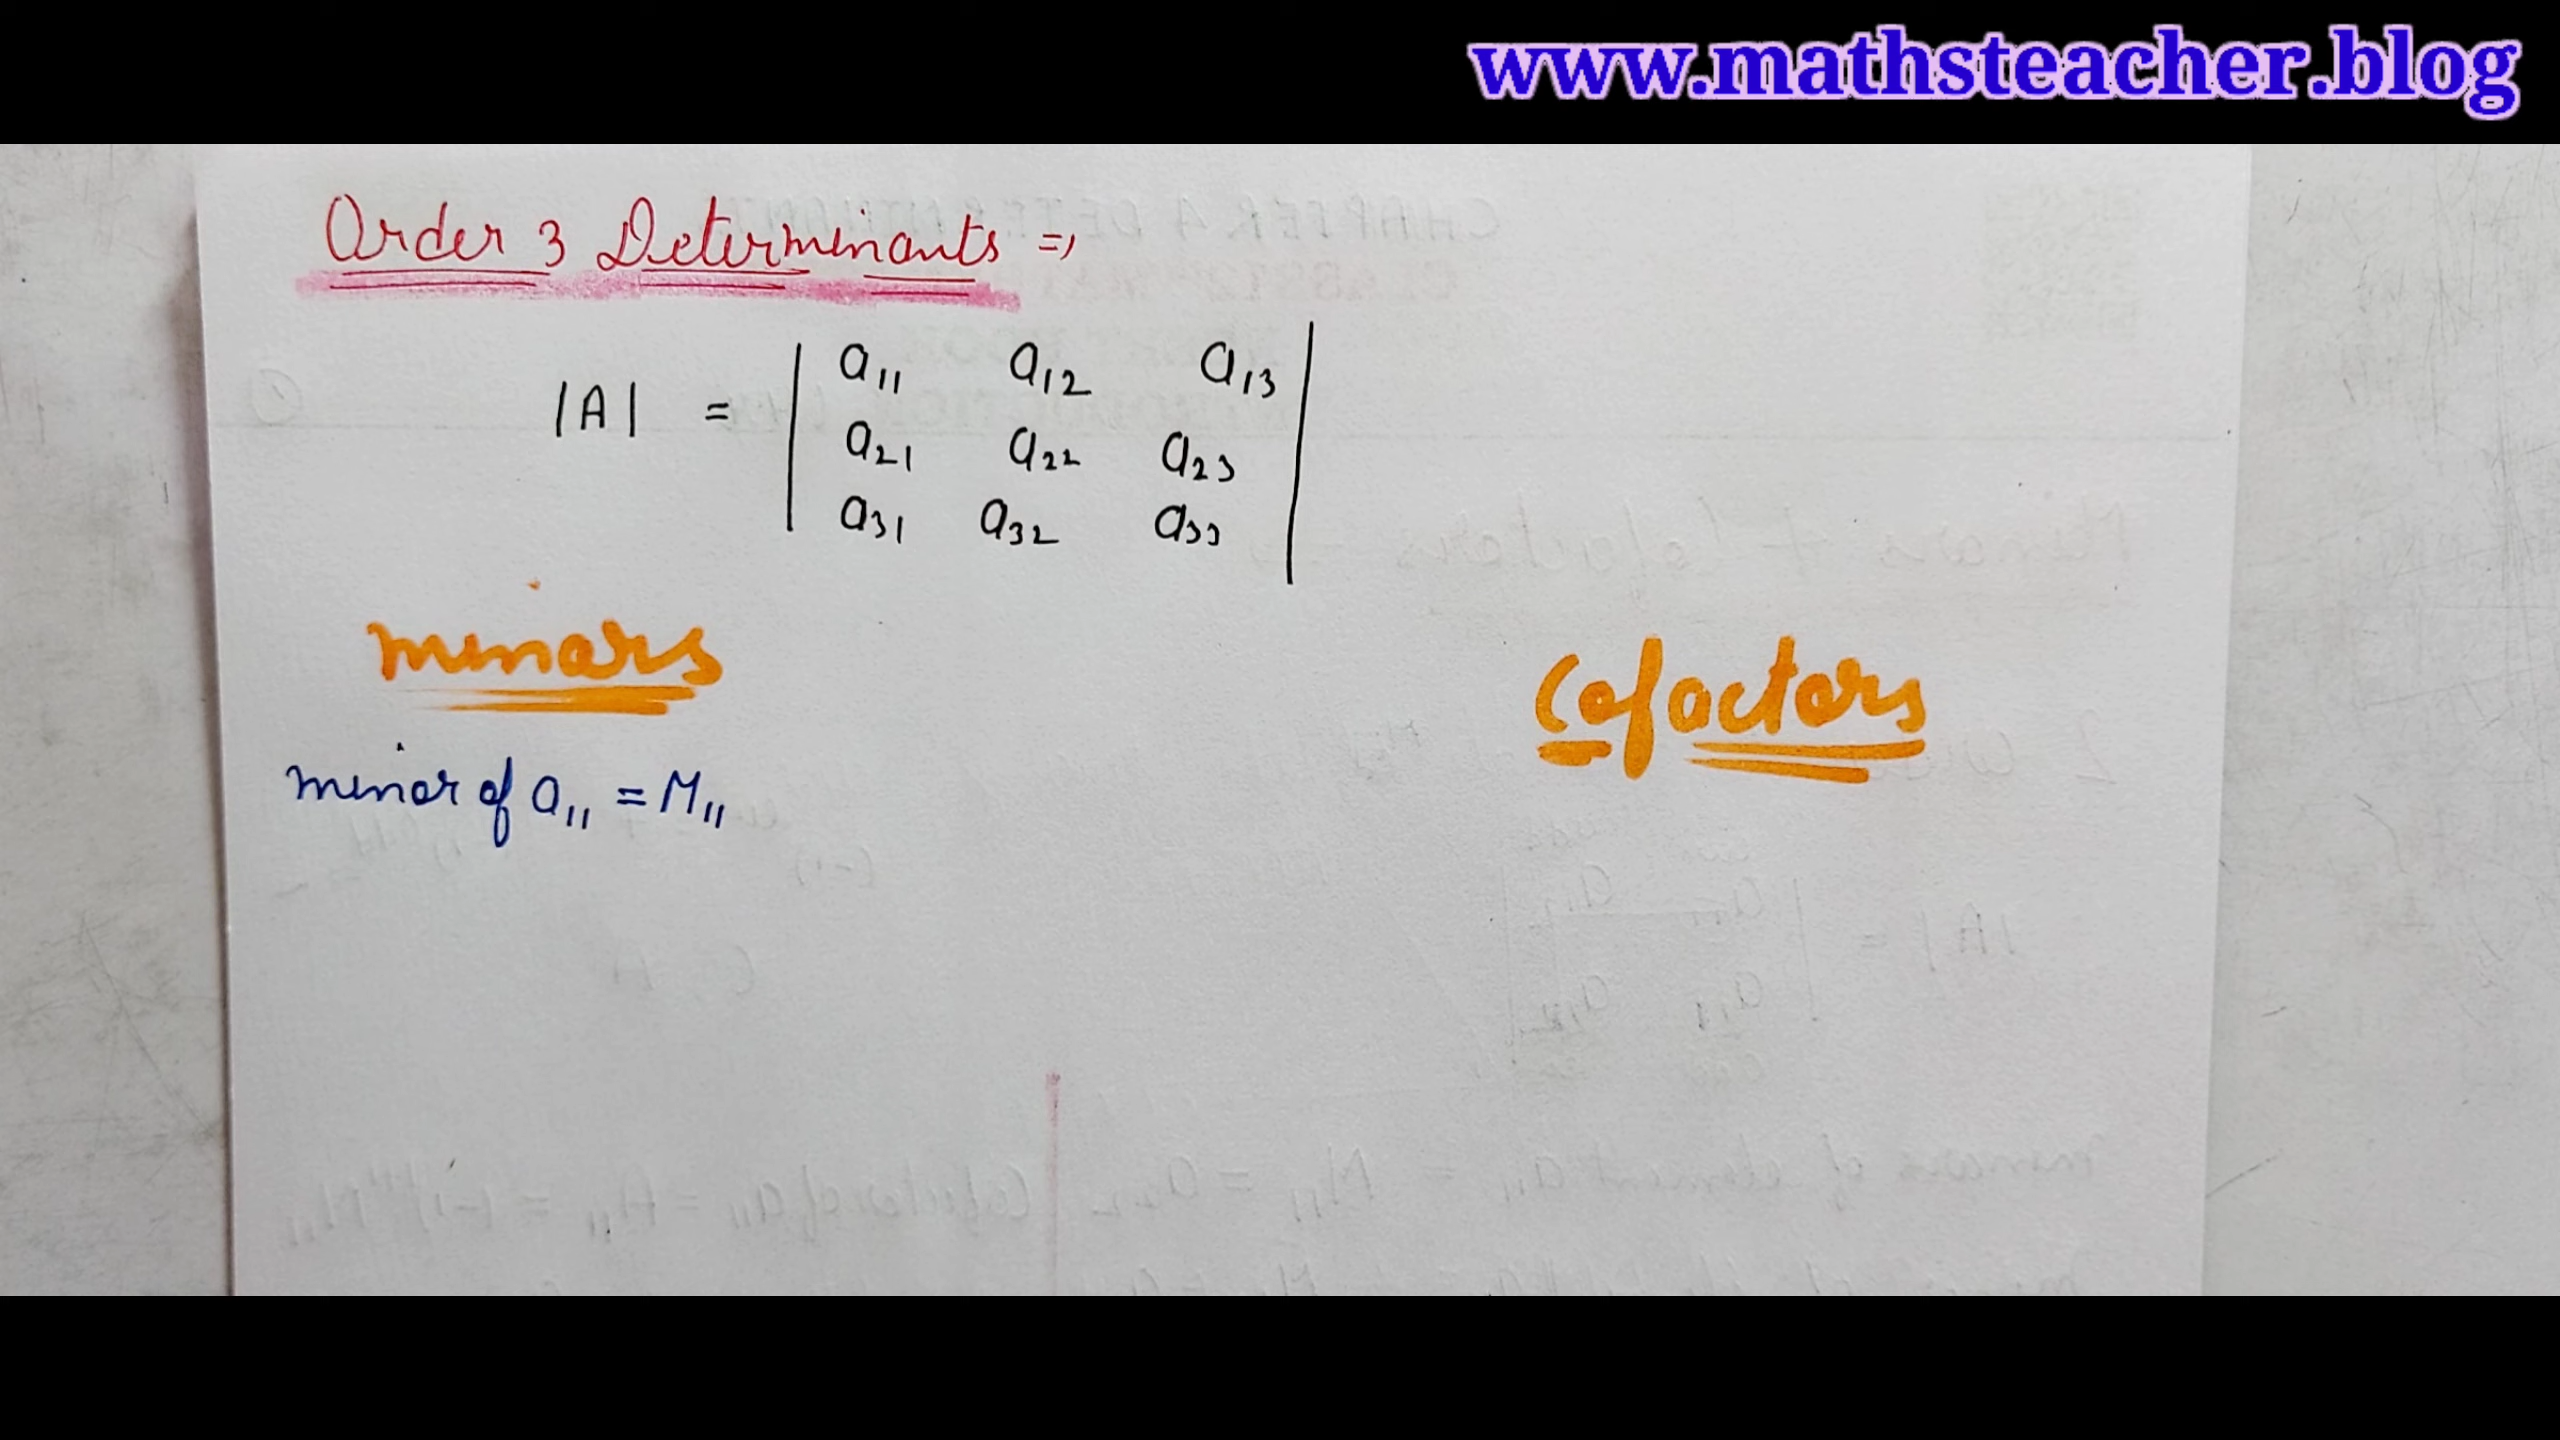 www.mathsteacher.blog
Order 3 Determinants =>
|A| = | a11 a12 a13 |
| a21 a22 a23 |
| a31 a32 a33 |
minors
Cofactors
minor of a11 = M11